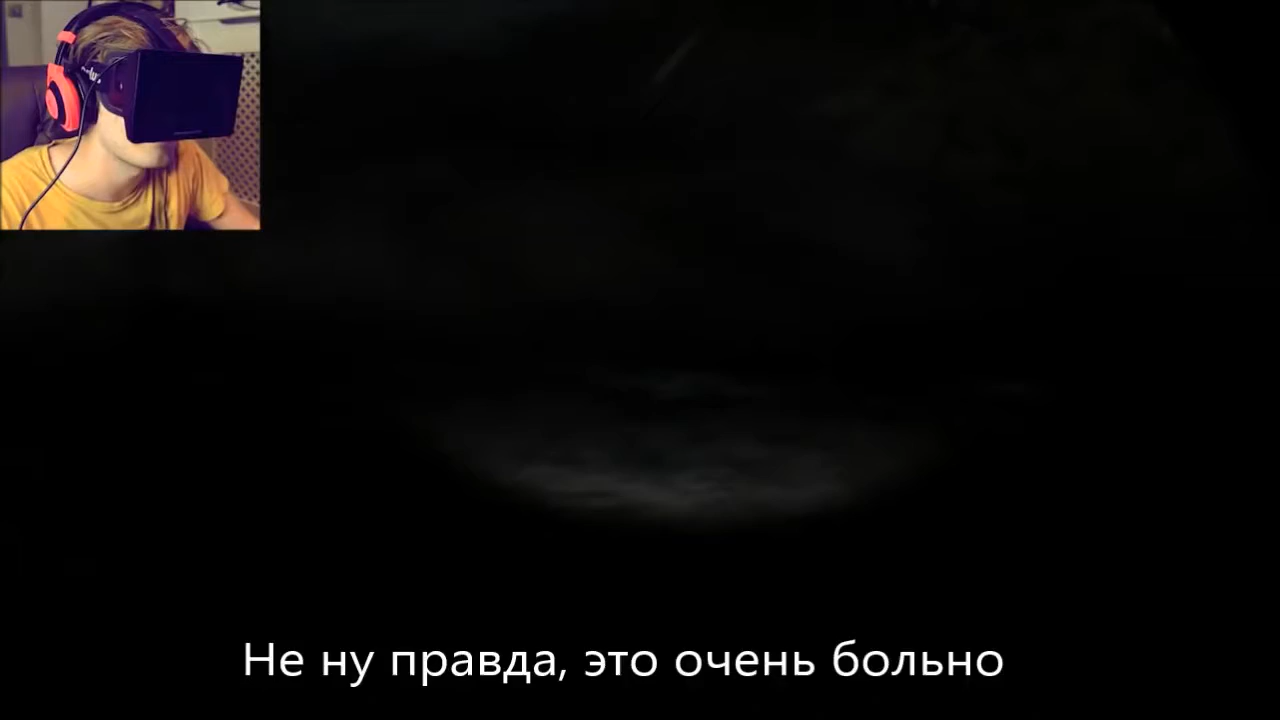 Не ну правда, это очень больно